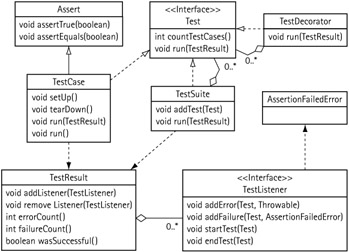 Assert
void assertTrue(boolean)
void assertEquals(boolean)
<<Interface>>
Test
int countTestCases()
void run(TestResult)
TestDecorator
void run(TestResult)
0..*
0..*
TestCase
void setUp()
void tearDown()
void run(TestResult)
void run()
TestSuite
void addTest(Test)
void run(TestResult)
AssertionFailedError
TestResult
void addListener(TestListener)
void remove Listener(TestListener)
int errorCount()
int failureCount()
boolean wasSuccessful()
0..*
<<Interface>>
TestListener
void addError(Test, Throwable)
void addFailure(Test, AssertionFailedError)
void startTest(Test)
void endTest(Test)